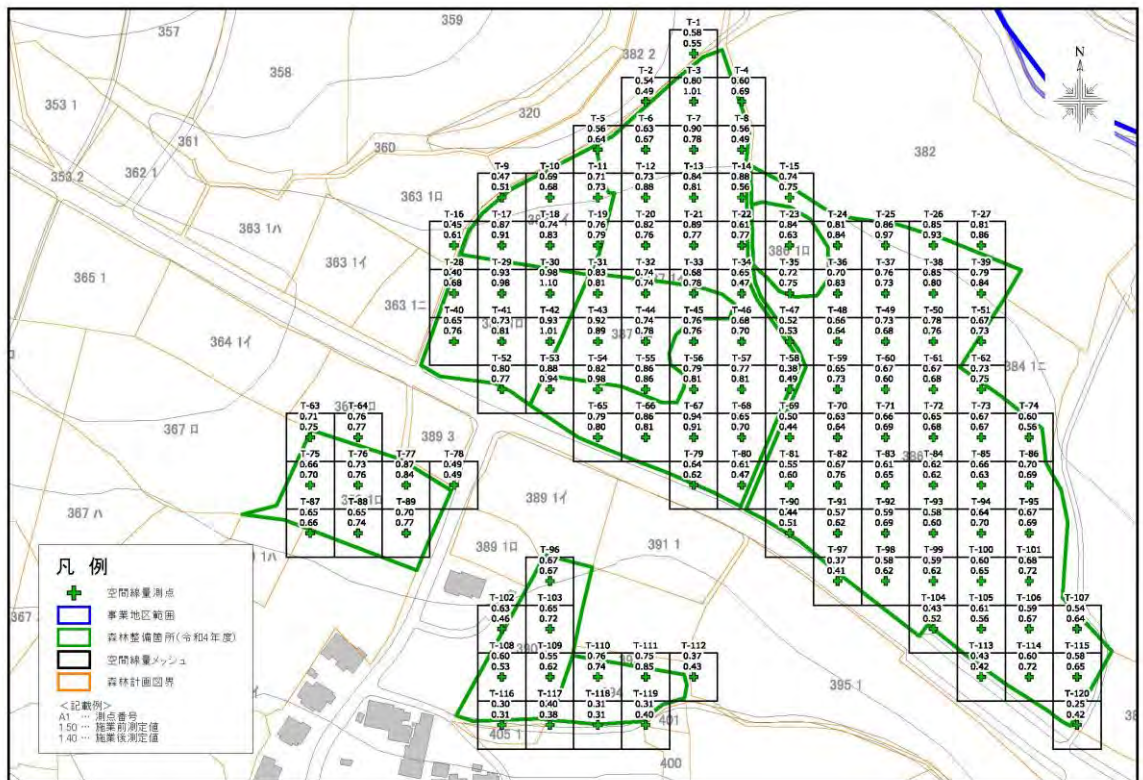 357
359
358
382 2
353 1
320
361
360
362 1
353 2
382
363 1ロ
363 1ハ
363 1イ
365 1
363 1ニ
364 1イ
386 1ロ
384 1ニ
367 ロ
389 3
386
367 ハ
389 1イ
389 1ロ
391 1
395 1
401
405 1
400
N
T-1
0.58
0.55
T-2
0.54
0.49
T-3
0.80
1.01
T-4
0.60
0.69
T-5
0.56
0.64
T-6
0.63
0.67
T-7
0.90
0.78
T-8
0.56
0.49
T-9
0.47
0.51
T-10
0.69
0.68
T-11
0.71
0.73
T-12
0.73
0.88
T-13
0.84
0.81
T-14
0.88
0.56
T-15
0.74
0.75
T-16
0.45
0.61
T-17
0.87
0.91
T-18
0.74
0.83
T-19
0.76
0.79
T-20
0.82
0.76
T-21
0.89
0.77
T-22
0.61
0.77
T-23
0.84
0.63
T-24
0.81
0.84
T-25
0.86
0.97
T-26
0.85
0.93
T-27
0.81
0.86
T-28
0.40
0.68
T-29
0.93
0.98
T-30
0.98
1.10
T-31
0.83
0.81
T-32
0.74
0.74
T-33
0.68
0.78
T-34
0.65
0.47
T-35
0.72
0.75
T-36
0.70
0.83
T-37
0.76
0.73
T-38
0.85
0.80
T-39
0.79
0.84
T-40
0.65
0.76
T-41
0.73
0.81
T-42
0.93
1.01
T-43
0.92
0.89
T-44
0.74
0.78
T-45
0.76
0.76
T-46
0.68
0.70
T-47
0.52
0.53
T-48
0.66
0.64
T-49
0.73
0.68
T-50
0.78
0.76
T-51
0.67
0.73
T-52
0.80
0.77
T-53
0.88
0.94
T-54
0.82
0.98
T-55
0.86
0.86
T-56
0.79
0.81
T-57
0.77
0.81
T-58
0.38
0.49
T-59
0.65
0.73
T-60
0.67
0.60
T-61
0.67
0.68
T-62
0.73
0.75
T-63
0.71
0.75
T-64
0.76
0.77
T-65
0.79
0.80
T-66
0.86
0.81
T-67
0.94
0.91
T-68
0.65
0.70
T-69
0.50
0.44
T-70
0.63
0.64
T-71
0.66
0.69
T-72
0.65
0.68
T-73
0.67
0.67
T-74
0.60
0.56
T-75
0.66
0.70
T-76
0.73
0.76
T-77
0.87
0.84
T-78
0.49
0.49
T-79
0.64
0.62
T-80
0.61
0.47
T-81
0.55
0.60
T-82
0.67
0.76
T-83
0.61
0.65
T-84
0.62
0.62
T-85
0.66
0.63
T-86
0.70
0.69
T-87
0.65
0.66
T-88
0.65
0.74
T-89
0.70
0.77
T-90
0.44
0.51
T-91
0.57
0.62
T-92
0.59
0.69
T-93
0.58
0.60
T-94
0.64
0.70
T-95
0.67
0.69
T-96
0.67
0.67
T-97
0.37
0.41
T-98
0.58
0.62
T-99
0.59
0.62
T-100
0.60
0.65
T-101
0.68
0.72
T-102
0.63
0.46
T-103
0.65
0.72
T-104
0.43
0.52
T-105
0.61
0.56
T-106
0.59
0.67
T-107
0.54
0.64
T-108
0.60
0.53
T-109
0.55
0.62
T-110
0.76
0.74
T-111
0.75
0.85
T-112
0.37
0.43
T-113
0.43
0.42
T-114
0.60
0.72
T-115
0.58
0.65
T-116
0.30
0.31
T-117
0.40
0.38
T-118
0.31
0.31
T-119
0.31
0.40
T-120
0.25
0.42
凡 例
空間線量測点
事業地区範囲
森林整備箇所(令和4年度)
空間線量メッシュ
森林計画図界
<記載例>
A1 … 測点番号
1.50 … 施業前測定値
1.40 … 施業後測定値